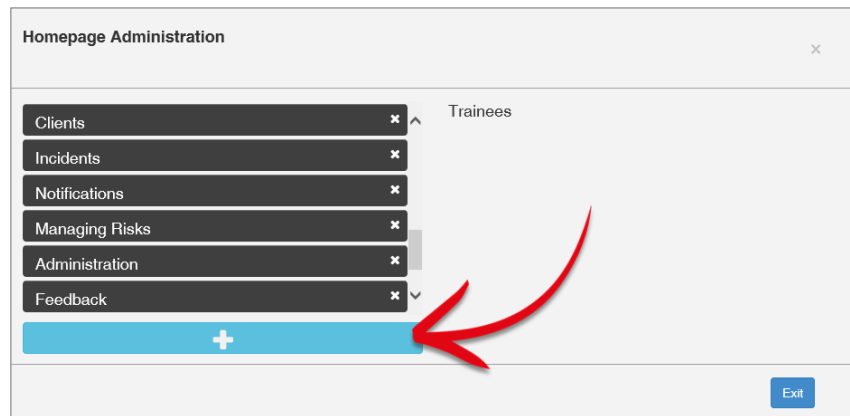 Homepage Administration
Clients
Trainees
Incidents
Notifications
Managing Risks
Administration
Feedback
Exit